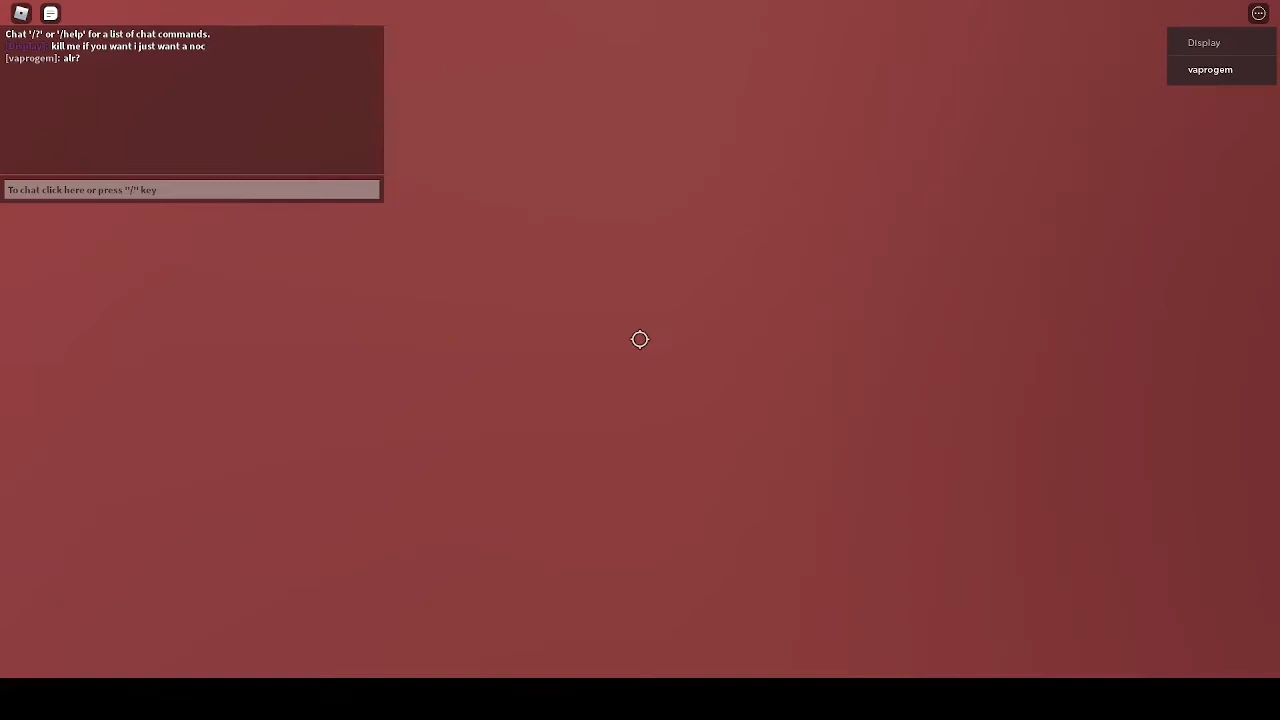 Chat '/?' or '/help' for a list of chat commands.
[Display]: kill me if you want i just want a noc
[vaprogem]: alr?
To chat click here or press "/" key
Display
vaprogem